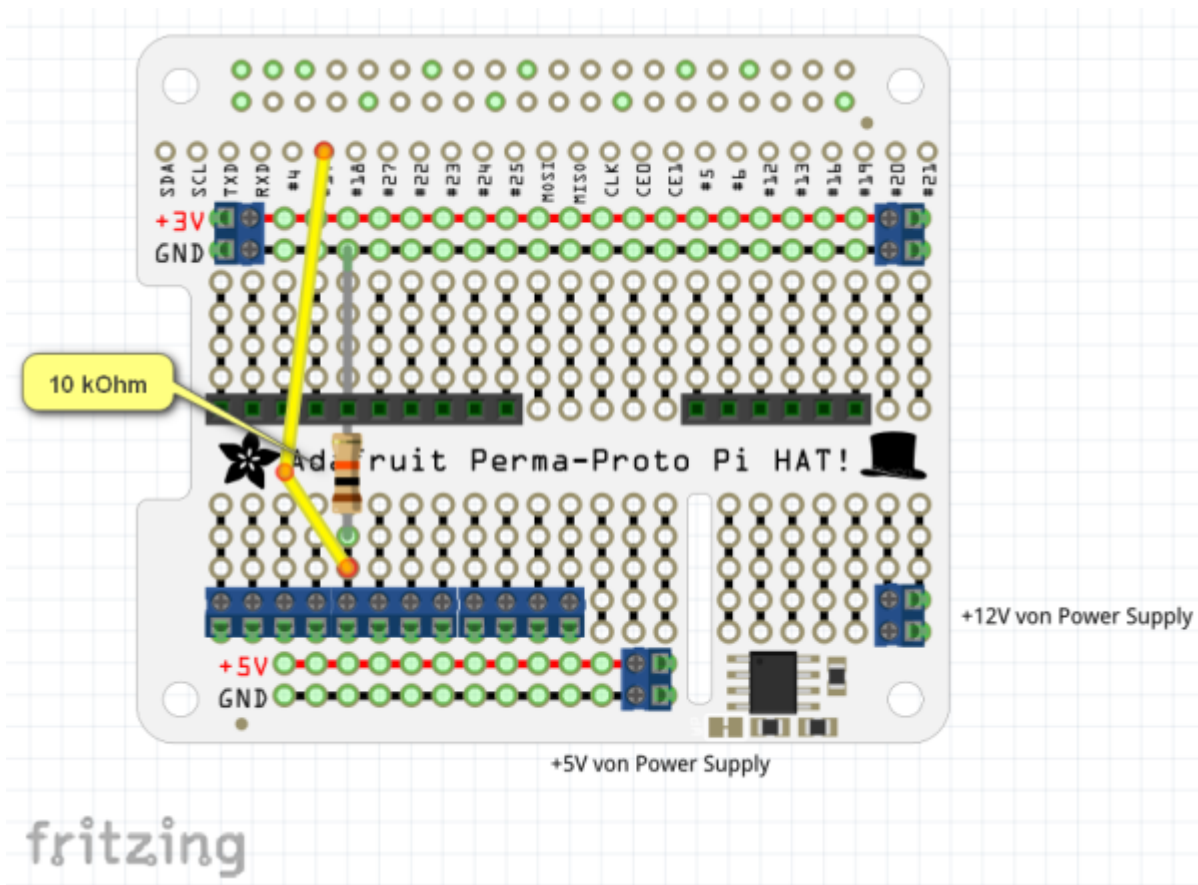 SDA
SCL
TXD
RXD
#4
#18
#27
#22
#23
#24
#25
MOSI
MISO
CLK
CE0
CE1
#5
#6
#12
#13
#16
#19
#20
#21
+3V
GND
10 kOhm
Adafruit Perma-Proto Pi HAT!
+12V von Power Supply
+5V
GND
+5V von Power Supply
fritzing